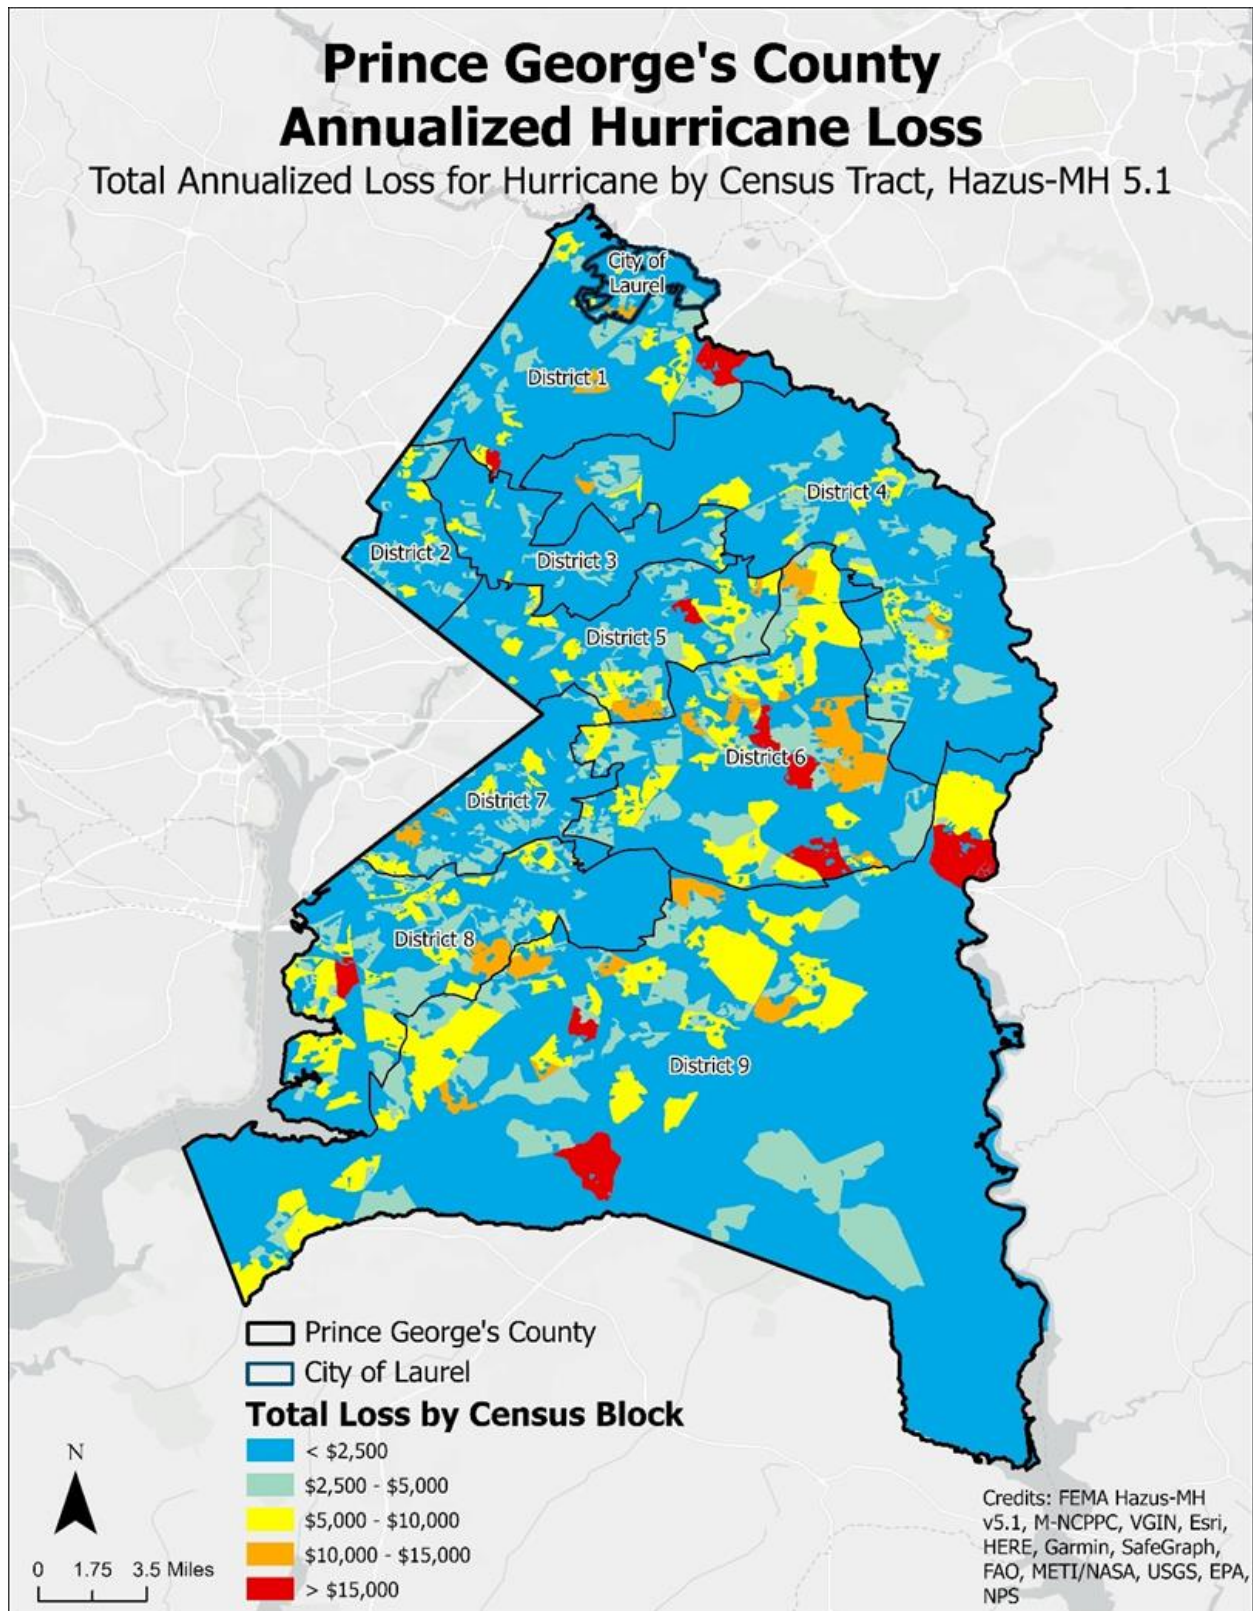 Prince George's County
Annualized Hurricane Loss
Total Annualized Loss for Hurricane by Census Tract, Hazus-MH 5.1
City of
Laurel
District 1
District 4
District 2
District 3
District 5
District 6
District 7
District 8
District 9
Prince George's County
City of Laurel
Total Loss by Census Block
< $2,500
$2,500 - $5,000
$5,000 - $10,000
$10,000 - $15,000
> $15,000
N
0 1.75 3.5 Miles
Credits: FEMA Hazus-MH
v5.1, M-NCPPC, VGIN, Esri,
HERE, Garmin, SafeGraph,
FAO, METI/NASA, USGS, EPA,
NPS